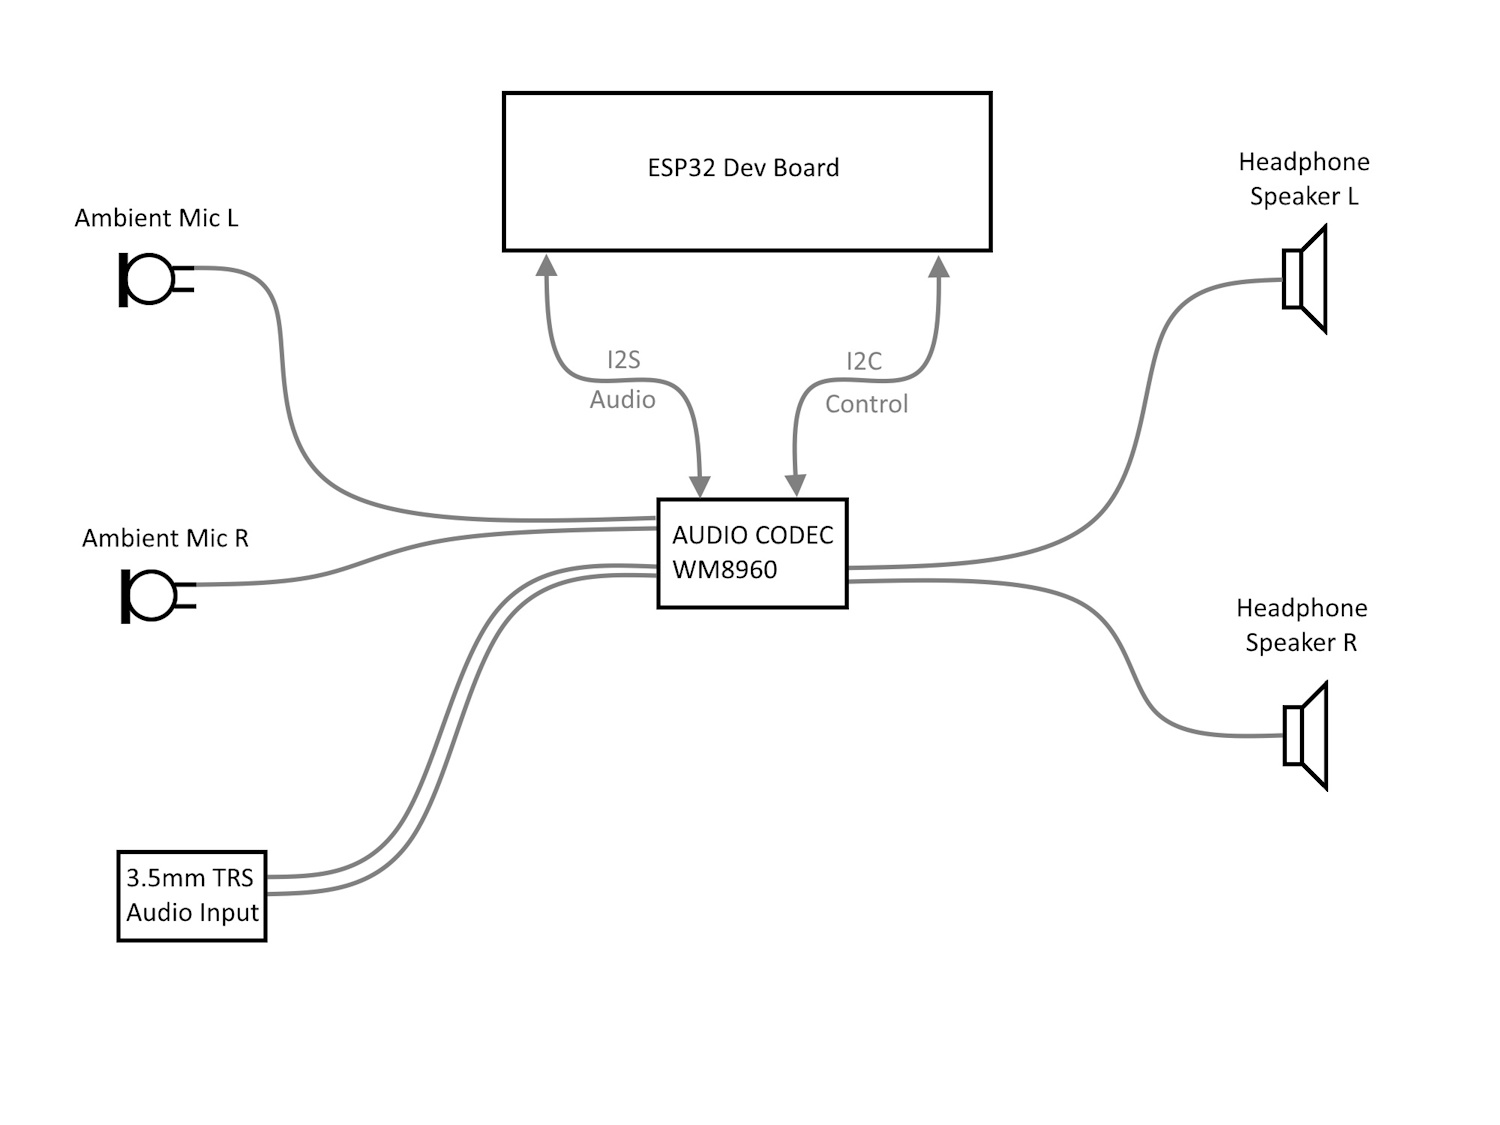 ESP32 Dev Board
Headphone
Speaker L
Ambient Mic L
I2S
Audio
I2C
Control
Ambient Mic R
AUDIO CODEC
WM8960
Headphone
Speaker R
3.5mm TRS
Audio Input